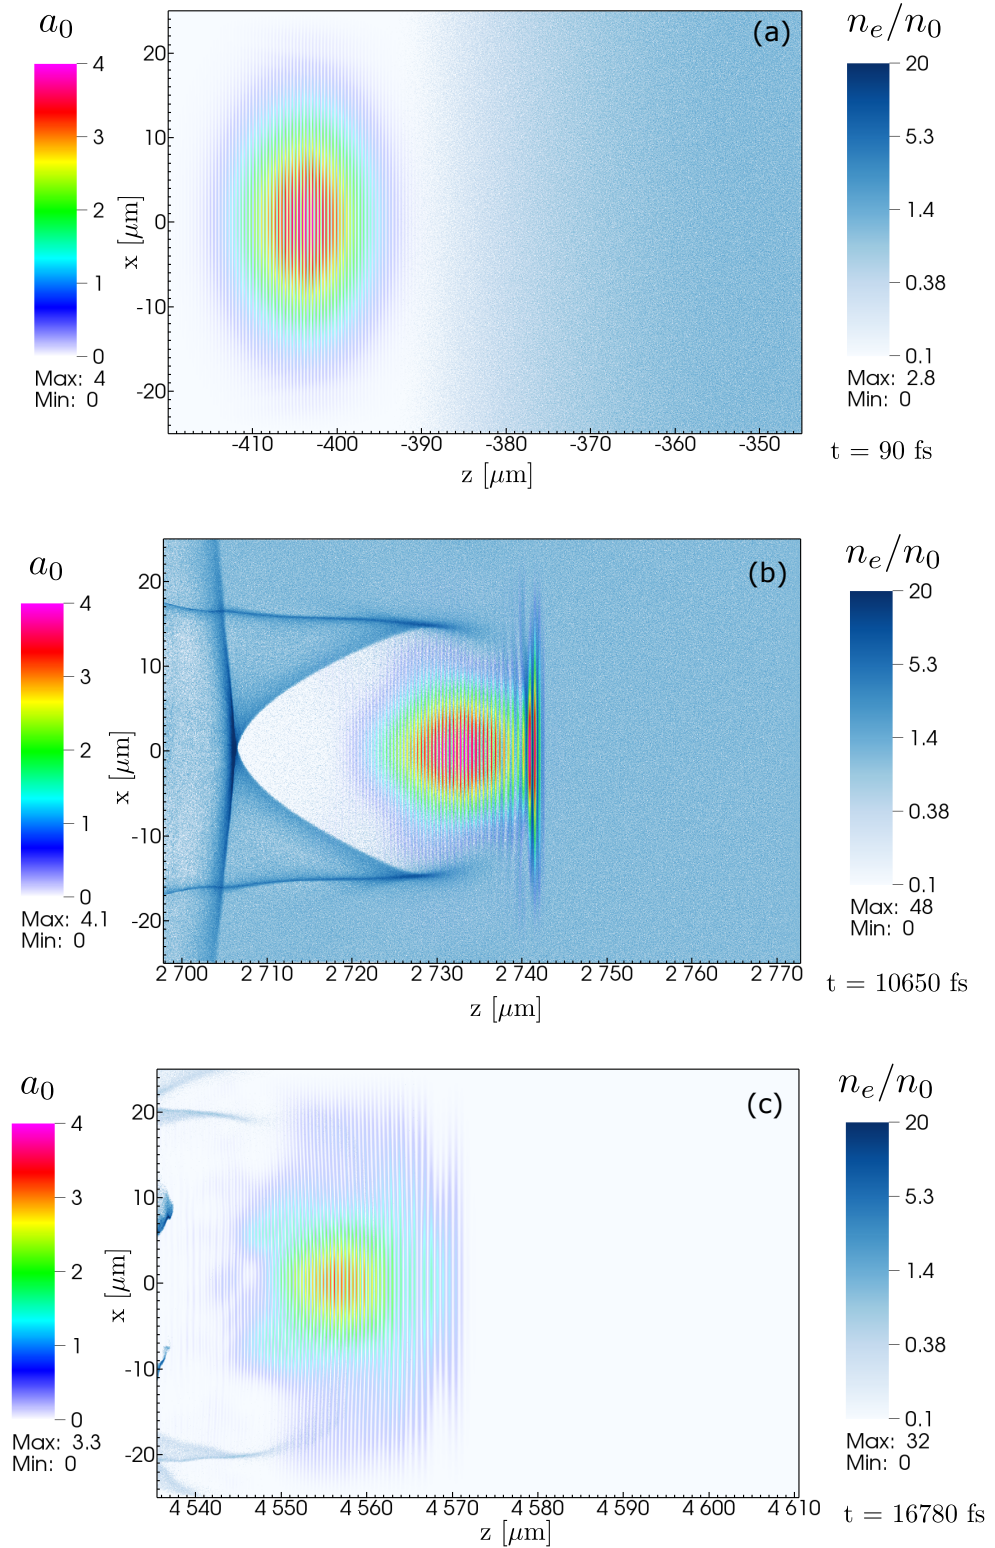 a₀
(a)
nₑ/n₀
4
3
2
1
0
Max: 4
Min: 0
20
10
0
-10
-20
x [μm]
-410 -400 -390 -380 -370 -360 -350
z [μm]
20
5.3
1.4
0.38
0.1
Max: 2.8
Min: 0
t = 90 fs
a₀
(b)
nₑ/n₀
4
3
2
1
0
Max: 4.1
Min: 0
20
10
0
-10
-20
x [μm]
2 700 2 710 2 720 2 730 2 740 2 750 2 760 2 770
z [μm]
20
5.3
1.4
0.38
0.1
Max: 48
Min: 0
t = 10650 fs
a₀
(c)
nₑ/n₀
4
3
2
1
0
Max: 3.3
Min: 0
20
10
0
-10
-20
x [μm]
4 540 4 550 4 560 4 570 4 580 4 590 4 600 4 610
z [μm]
20
5.3
1.4
0.38
0.1
Max: 32
Min: 0
t = 16780 fs